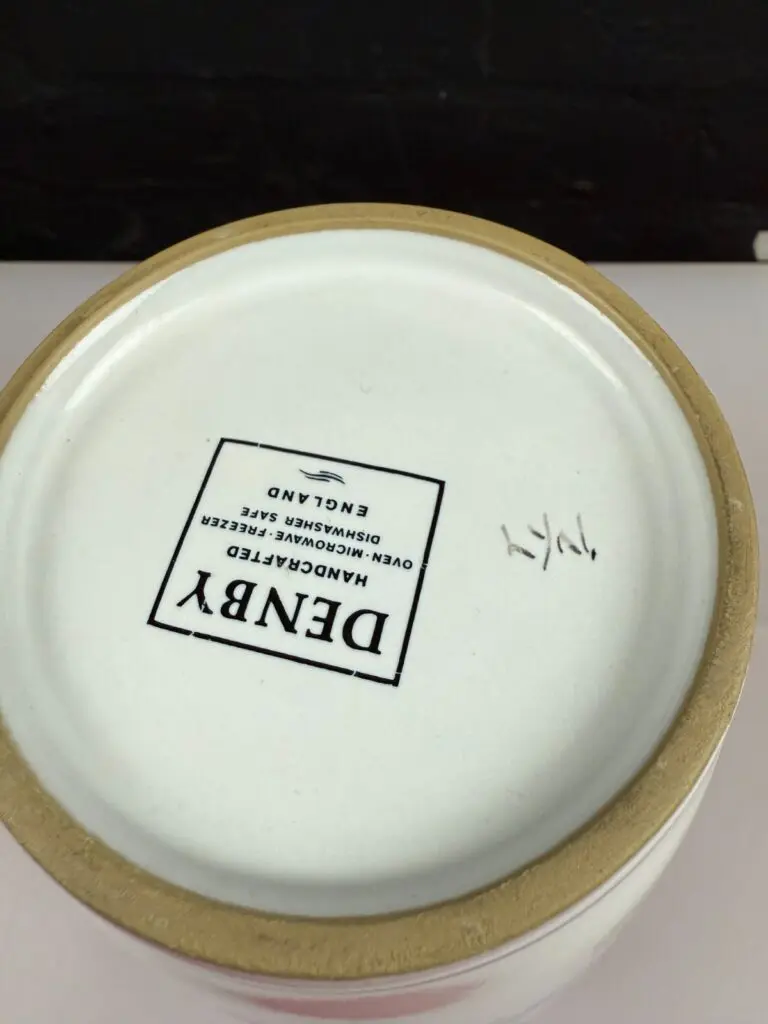 DENBY
HANDCRAFTED
OVEN·MICROWAVE·FREEZER
DISHWASHER SAFE
ENGLAND